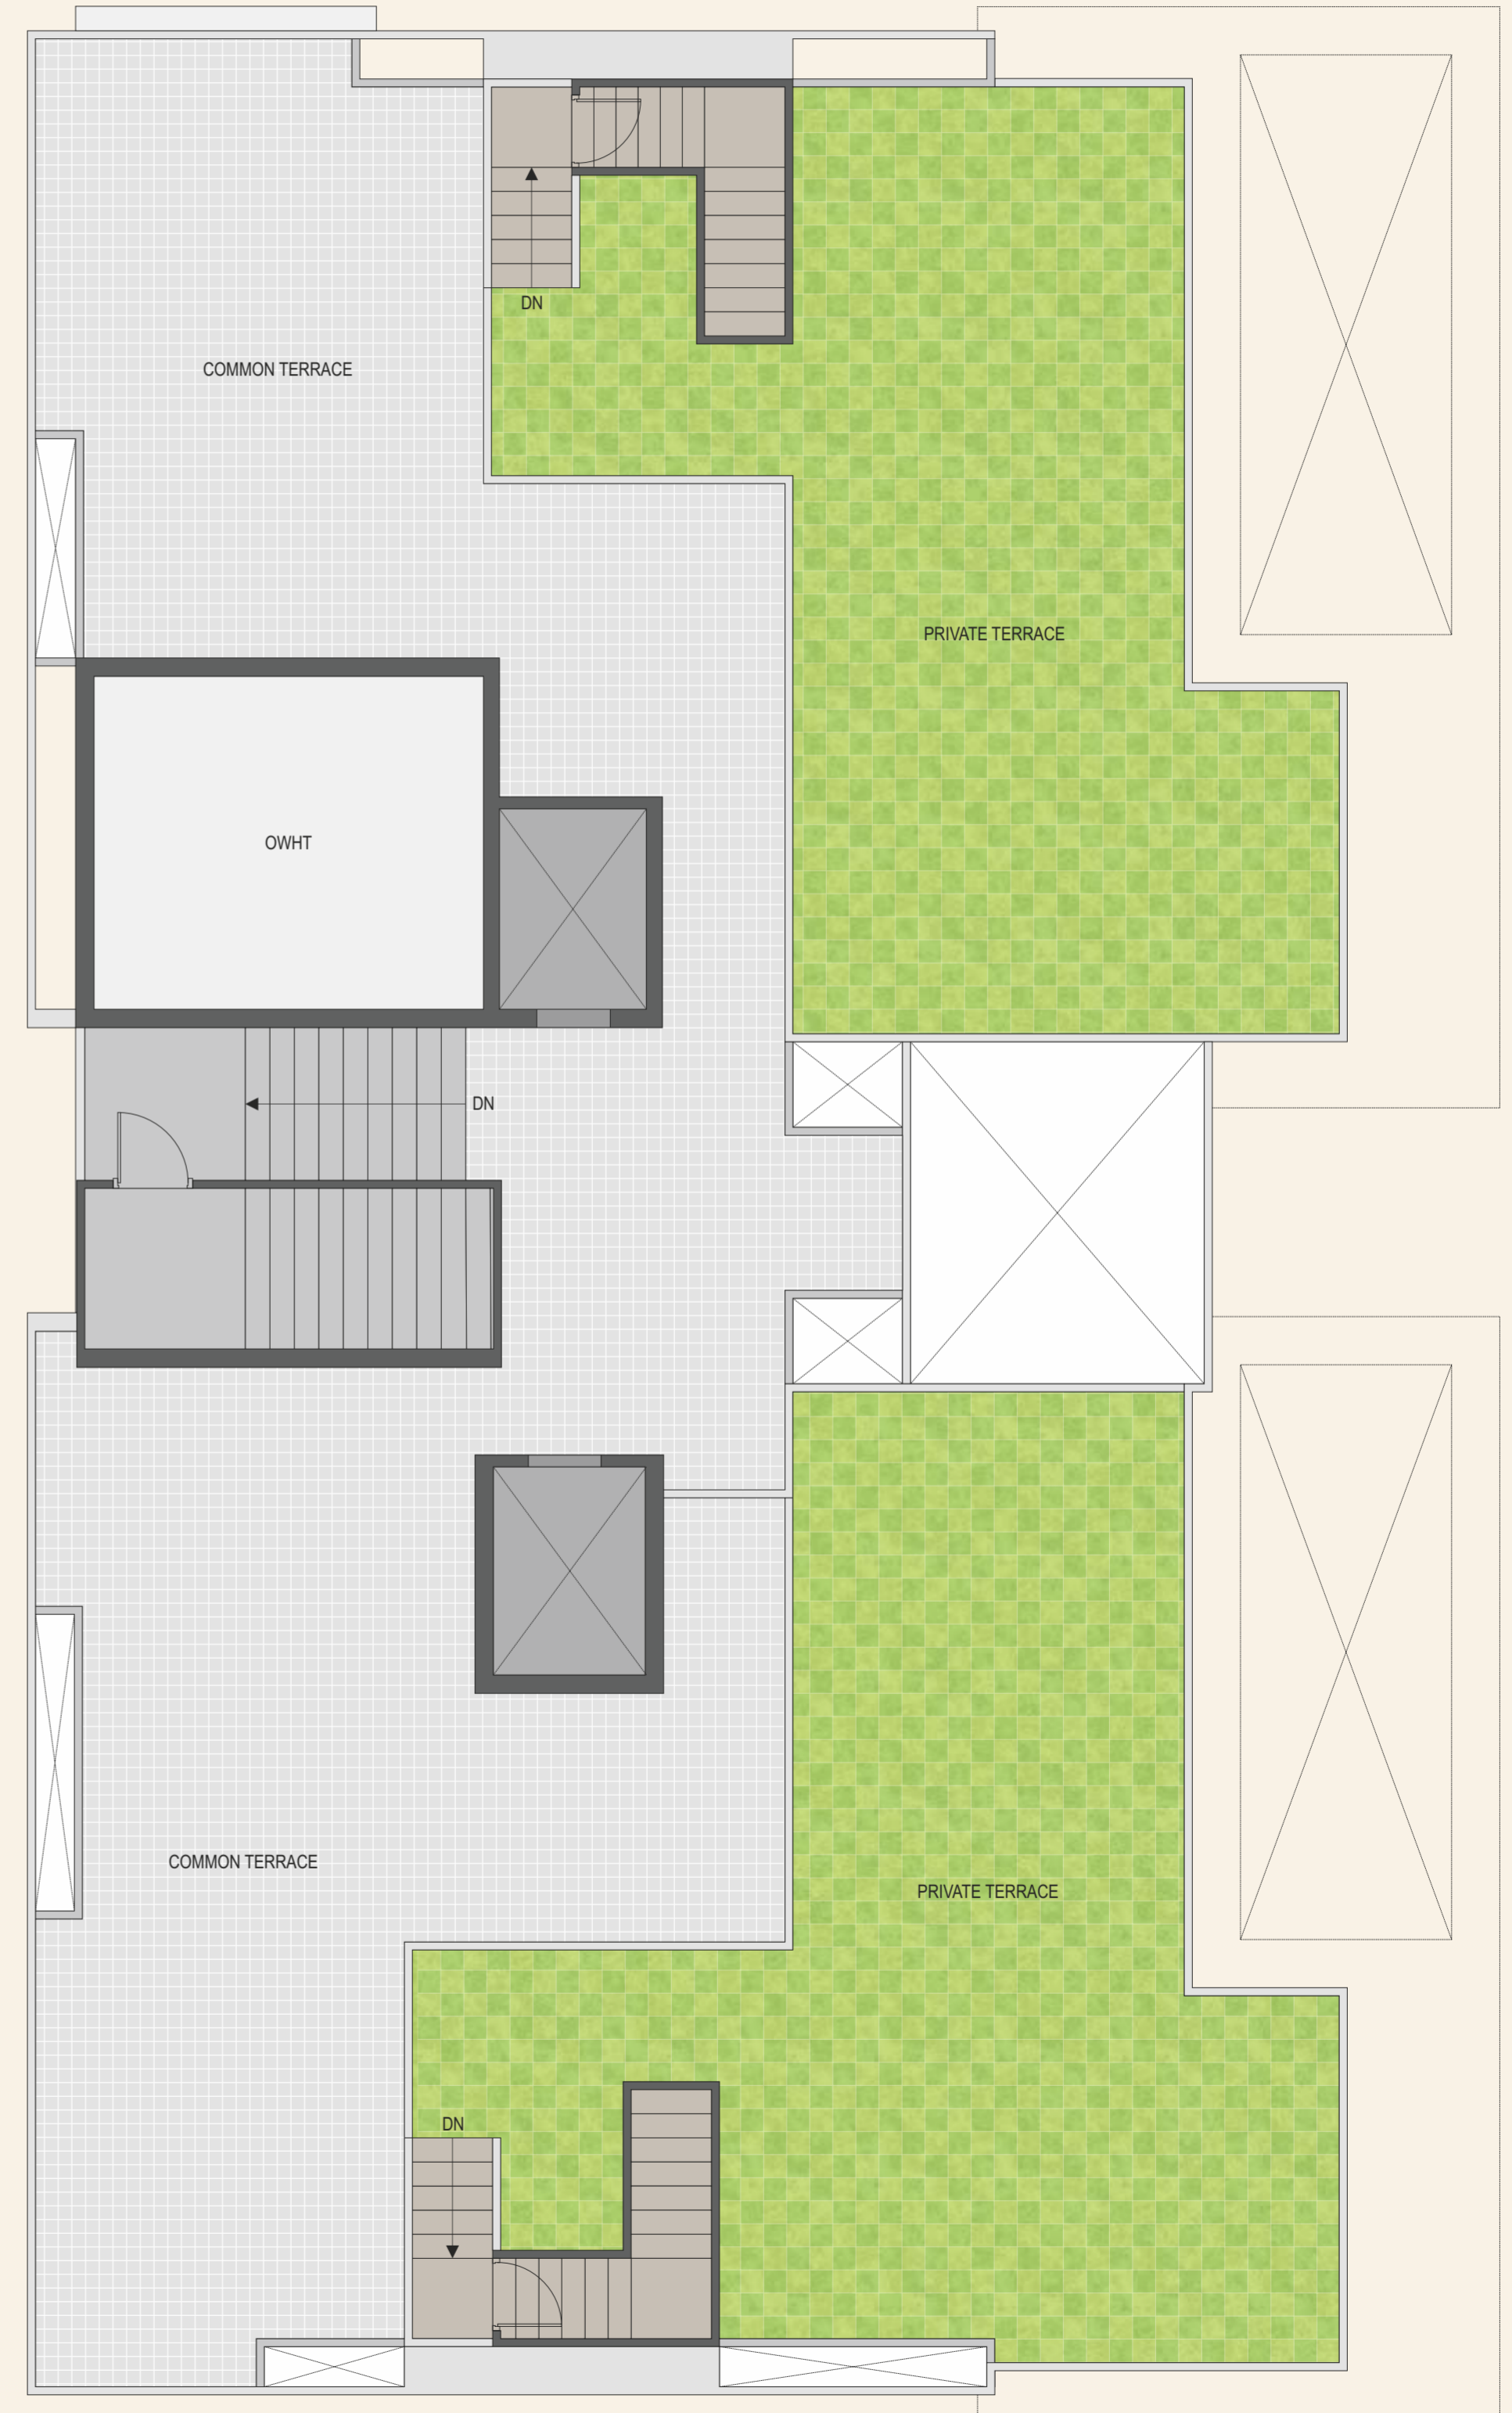 DN
COMMON TERRACE
PRIVATE TERRACE
OWHT
DN
COMMON TERRACE
PRIVATE TERRACE
DN